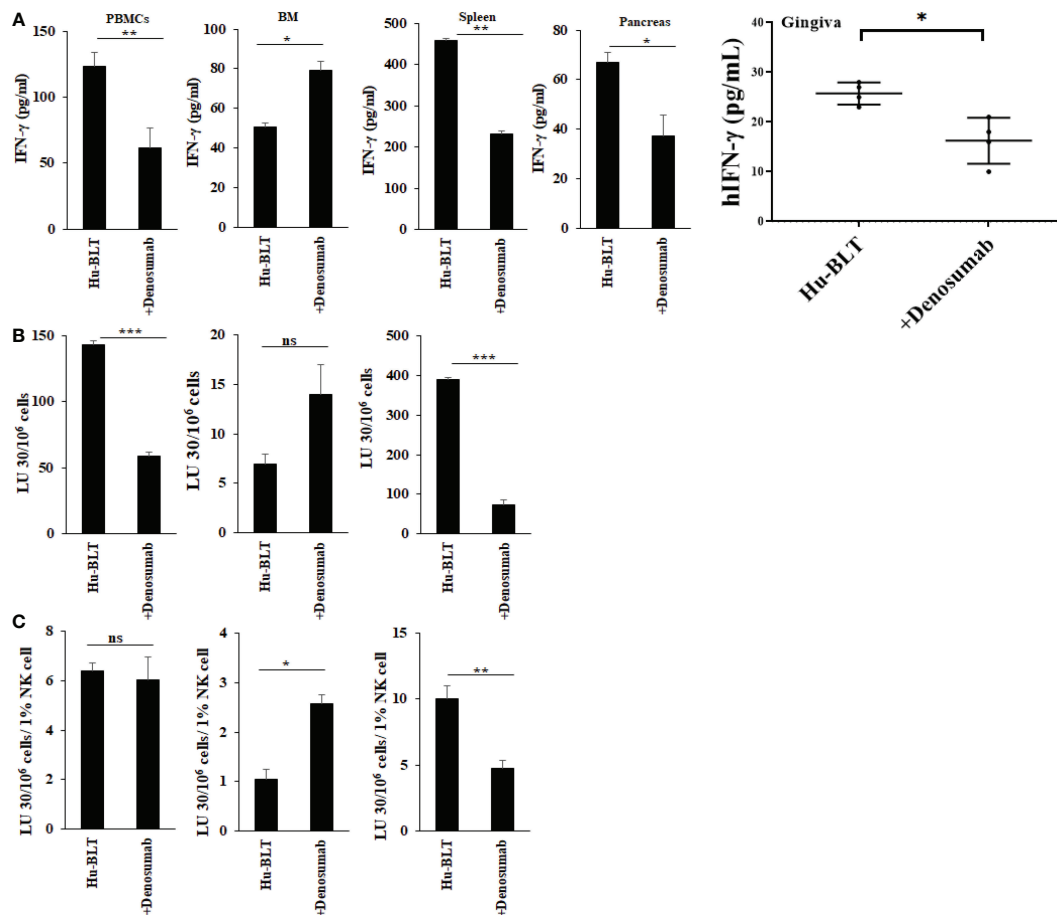 A
PBMCs
**
IFN-γ (pg/ml)
150
100
50
0
Hu-BLT
+Denosumab
BM
*
IFN-γ (pg/ml)
100
80
60
40
20
0
Hu-BLT
+Denosumab
Spleen
**
IFN-γ (pg/ml)
500
400
300
200
100
0
Hu-BLT
+Denosumab
Pancreas
*
IFN-γ (pg/ml)
80
60
40
20
0
Hu-BLT
+Denosumab
Gingiva
*
hIFN-γ (pg/mL)
40
30
20
10
0
Hu-BLT
+Denosumab
B
***
LU 30/10⁶ cells
150
100
50
0
Hu-BLT
+Denosumab
ns
LU 30/10⁶ cells
20
15
10
5
0
Hu-BLT
+Denosumab
***
LU 30/10⁶ cells
500
400
300
200
100
0
Hu-BLT
+Denosumab
C
ns
LU 30/10⁶ cells/ 1% NK cell
8
6
4
2
0
Hu-BLT
+Denosumab
*
LU 30/10⁶ cells/ 1% NK cell
4
3
2
1
0
Hu-BLT
+Denosumab
**
LU 30/10⁶ cells/ 1% NK cell
15
10
5
0
Hu-BLT
+Denosumab